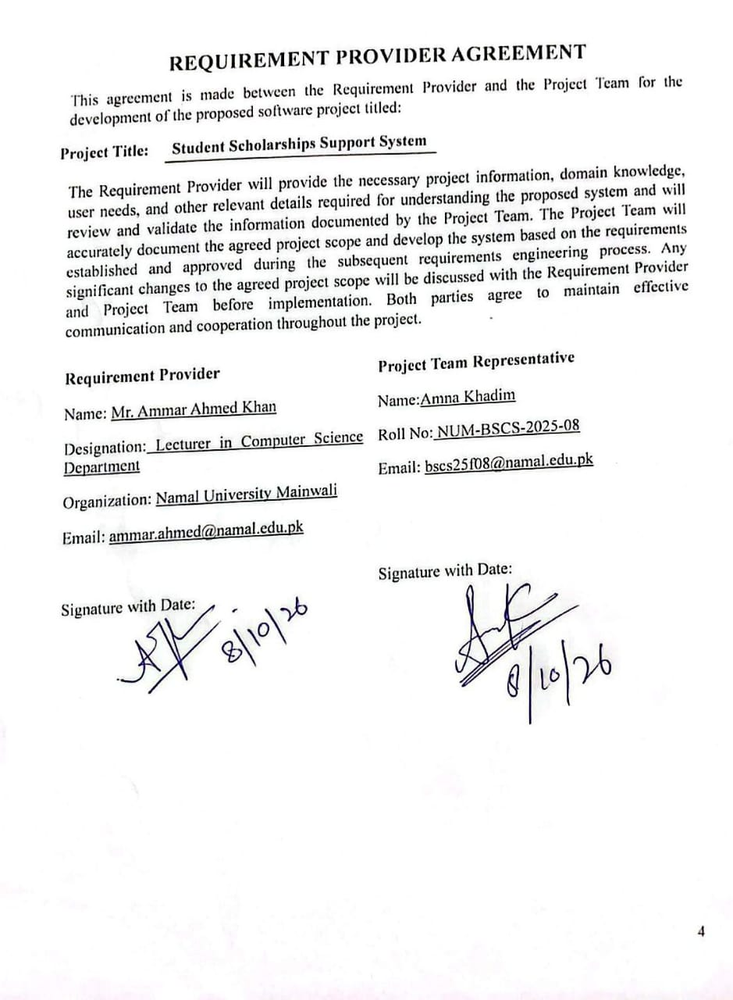 REQUIREMENT PROVIDER AGREEMENT
This agreement is made between the Requirement Provider and the Project Team for the
development of the proposed software project titled:
Project Title: Student Scholarships Support System
The Requirement Provider will provide the necessary project information, domain knowledge,
user needs, and other relevant details required for understanding the proposed system and will
review and validate the information documented by the Project Team. The Project Team will
accurately document the agreed project scope and develop the system based on the requirements
established and approved during the subsequent requirements engineering process. Any
significant changes to the agreed project scope will be discussed with the Requirement Provider
and Project Team before implementation. Both parties agree to maintain effective
communication and cooperation throughout the project.
Requirement Provider
Name: Mr. Ammar Ahmed Khan
Designation: Lecturer in Computer Science
Department
Organization: Namal University Mainwali
Email: ammar.ahmed@namal.edu.pk
Signature with Date:
8/10/26
Project Team Representative
Name:Amna Khadim
Roll No: NUM-BSCS-2025-08
Email: bscs25f08@namal.edu.pk
Signature with Date:
8/10/26
4